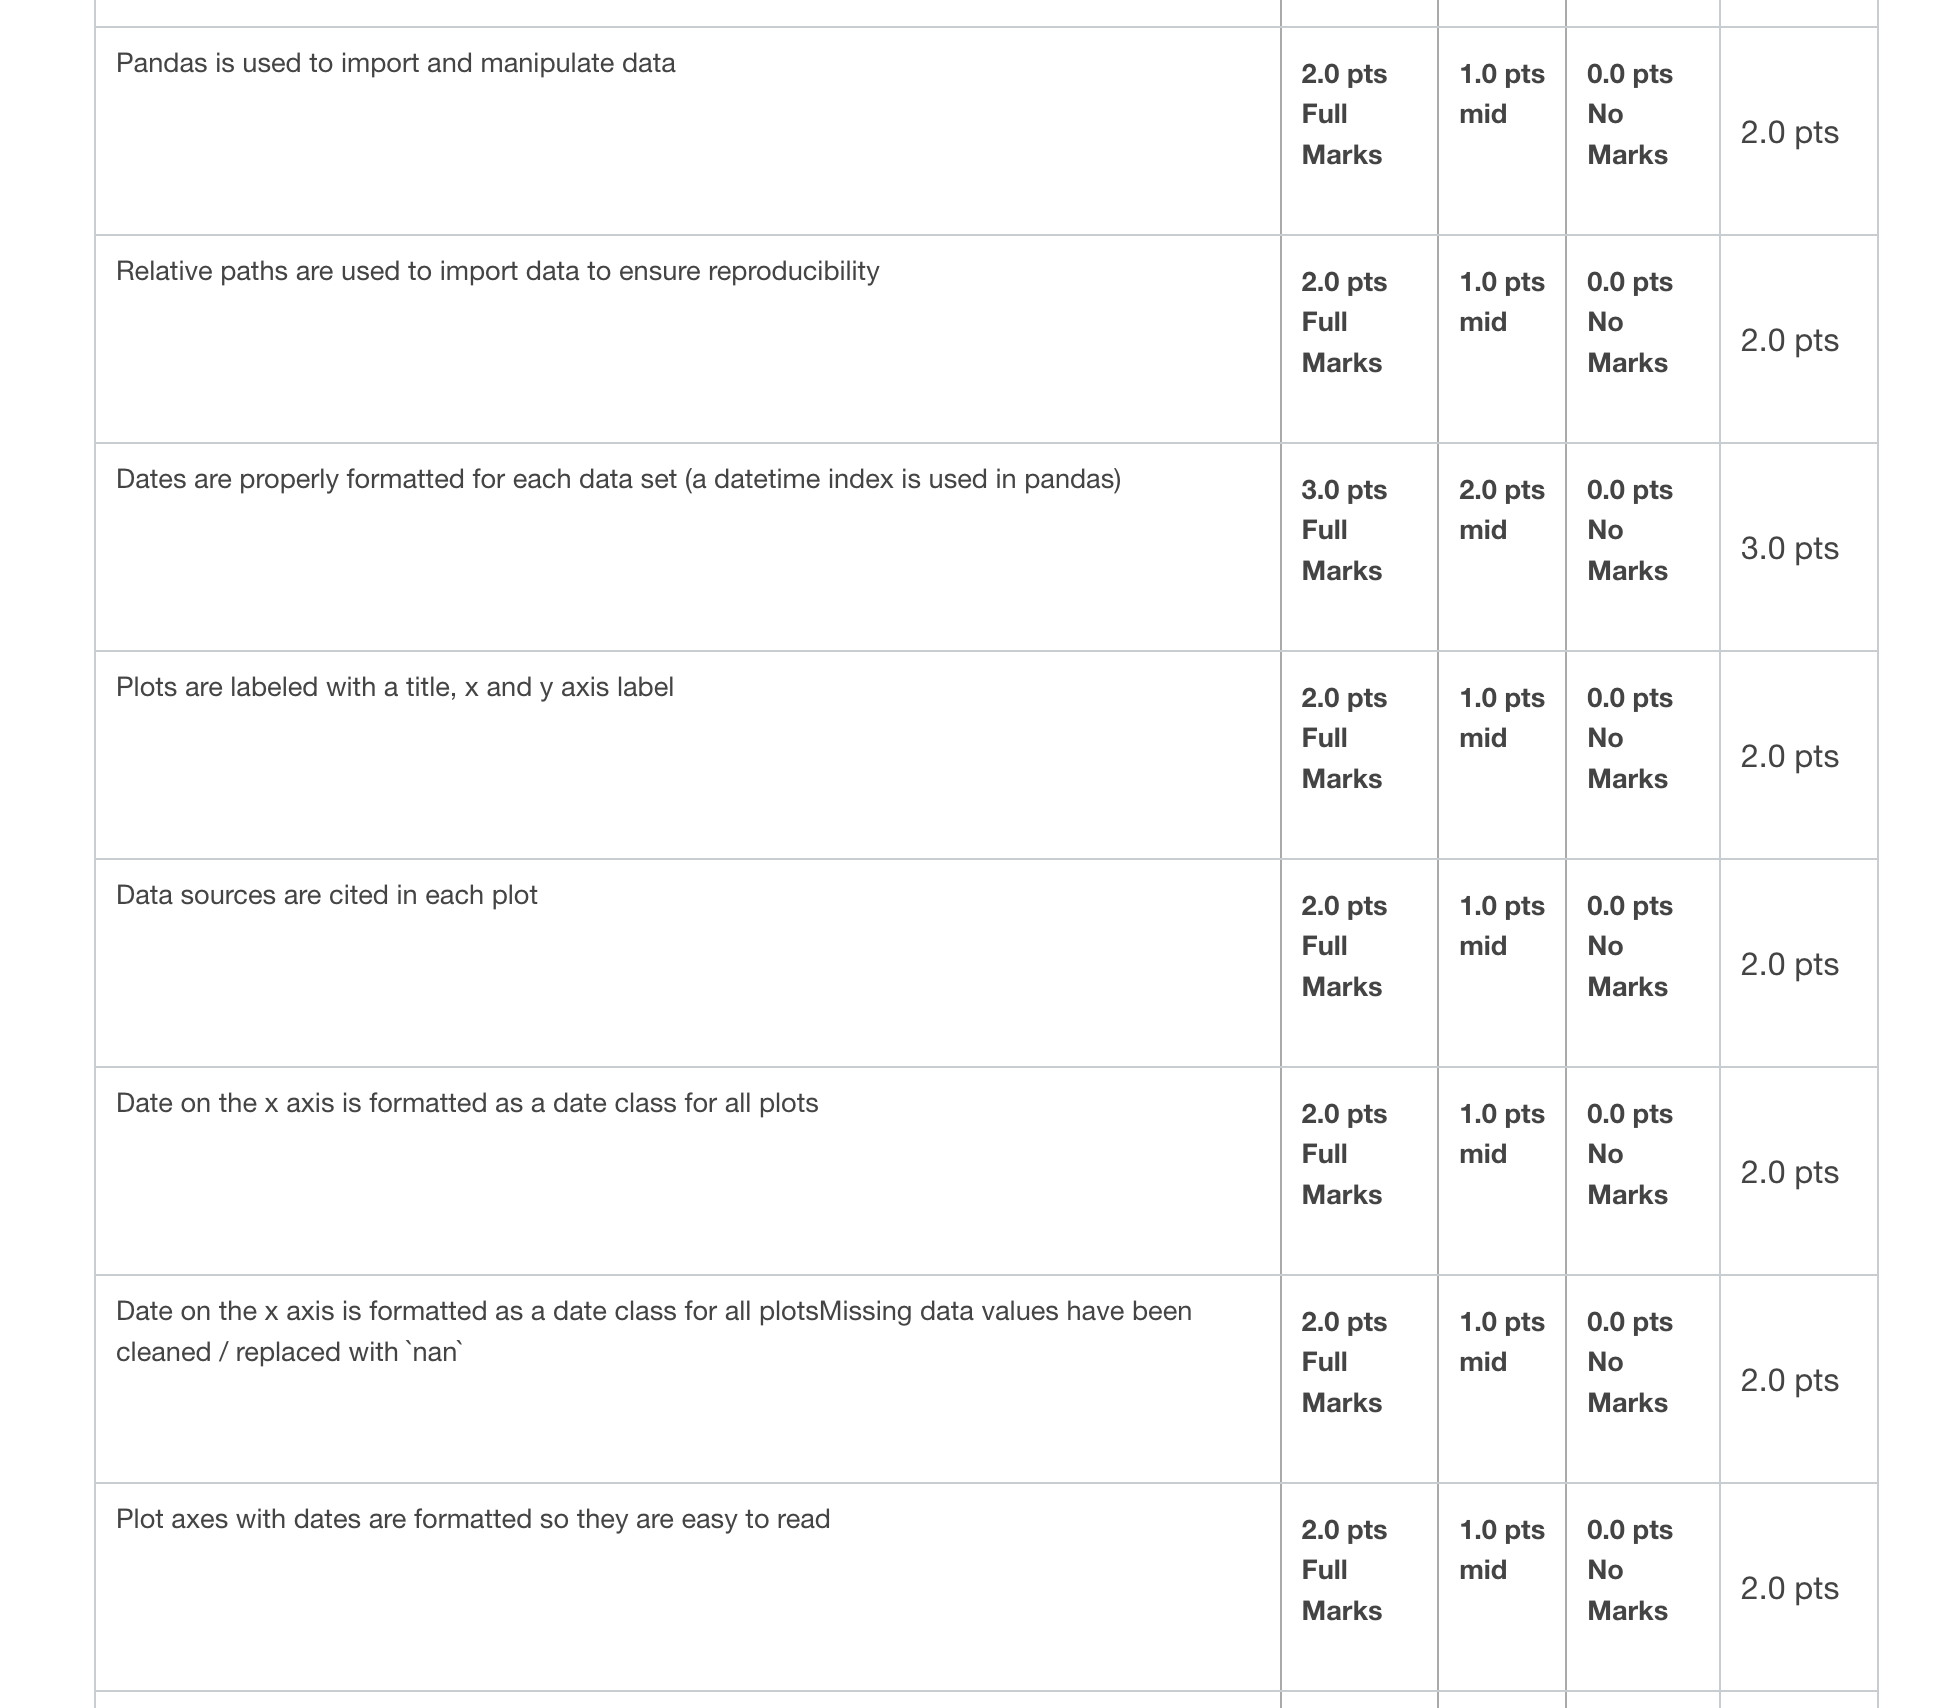 Pandas is used to import and manipulate data
2.0 pts
Full
Marks
1.0 pts
mid
0.0 pts
No
Marks
2.0 pts
Relative paths are used to import data to ensure reproducibility
2.0 pts
Full
Marks
1.0 pts
mid
0.0 pts
No
Marks
2.0 pts
Dates are properly formatted for each data set (a datetime index is used in pandas)
3.0 pts
Full
Marks
2.0 pts
mid
0.0 pts
No
Marks
3.0 pts
Plots are labeled with a title, x and y axis label
2.0 pts
Full
Marks
1.0 pts
mid
0.0 pts
No
Marks
2.0 pts
Data sources are cited in each plot
2.0 pts
Full
Marks
1.0 pts
mid
0.0 pts
No
Marks
2.0 pts
Date on the x axis is formatted as a date class for all plots
2.0 pts
Full
Marks
1.0 pts
mid
0.0 pts
No
Marks
2.0 pts
Date on the x axis is formatted as a date class for all plotsMissing data values have been
cleaned / replaced with `nan`
2.0 pts
Full
Marks
1.0 pts
mid
0.0 pts
No
Marks
2.0 pts
Plot axes with dates are formatted so they are easy to read
2.0 pts
Full
Marks
1.0 pts
mid
0.0 pts
No
Marks
2.0 pts